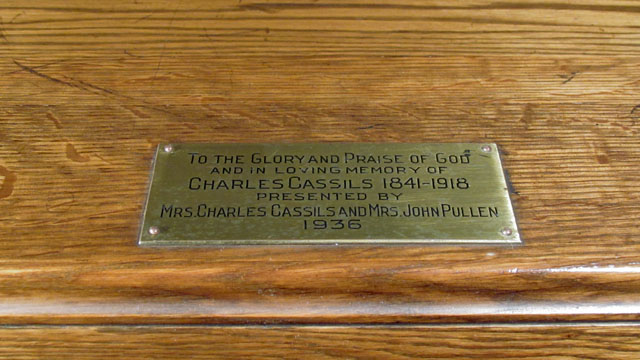 TO THE GLORY AND PRAISE OF GOD
AND IN LOVING MEMORY OF
CHARLES CASSILS 1841-1918
PRESENTED BY
MRS. CHARLES CASSILS AND MRS. JOHN PULLEN
1936